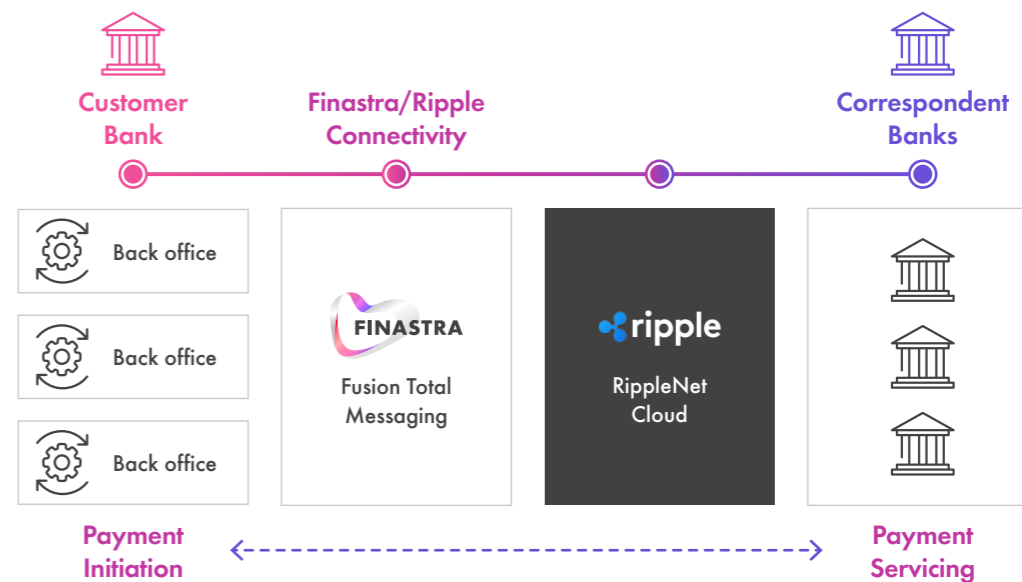 Customer
Bank
Finastra/Ripple
Connectivity
Correspondent
Banks
Back office
Back office
Back office
FINASTRA
Fusion Total
Messaging
ripple
RippleNet
Cloud
Payment
Initiation
Payment
Servicing